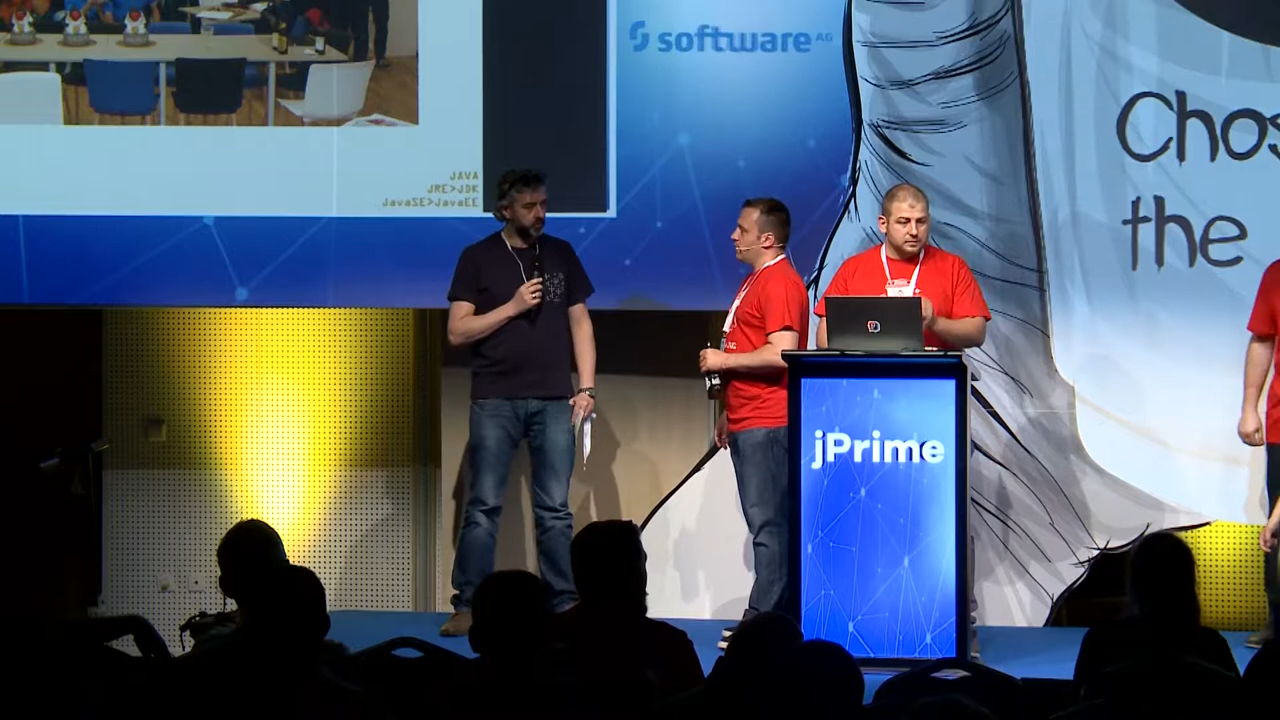 software AG
Chos
the
JAVA
JRE>JDK
JavaSE>JavaEE
jPrime